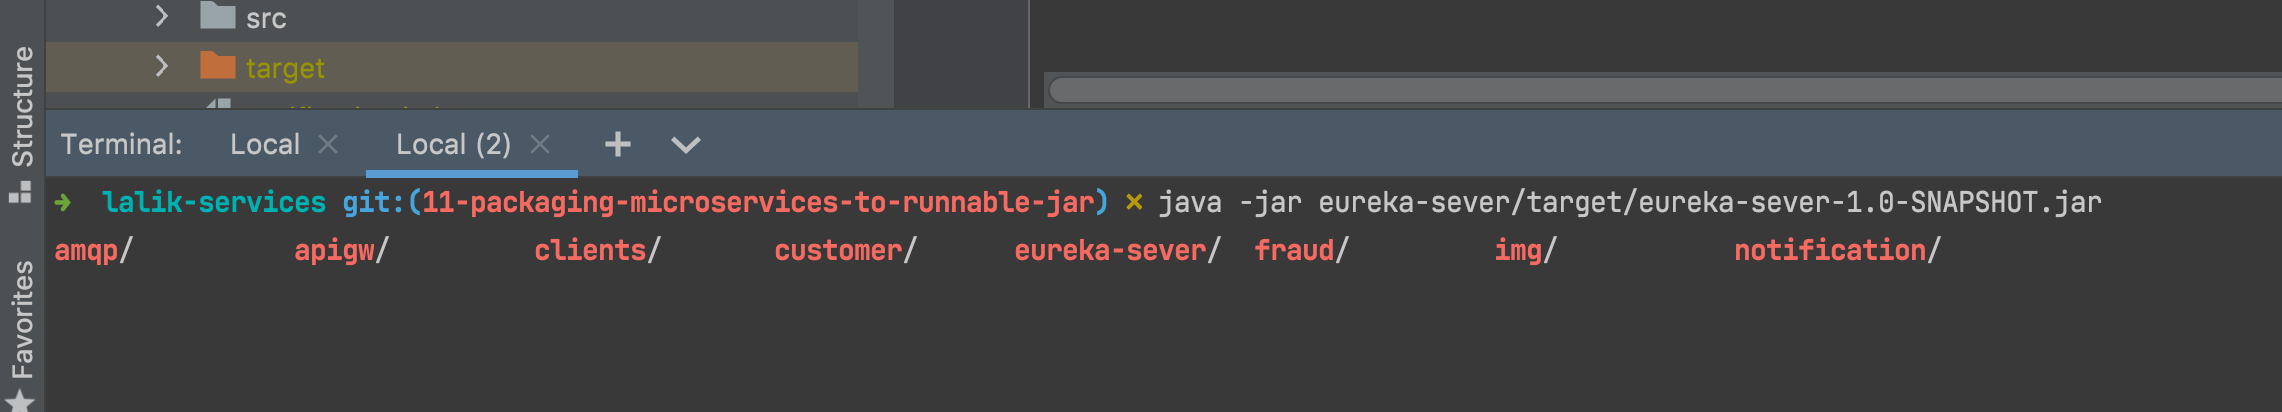 src
target
Structure
Terminal: Local Local (2)
➜ lalik-services git:(11-packaging-microservices-to-runnable-jar) ✗ java -jar eureka-sever/target/eureka-sever-1.0-SNAPSHOT.jar
amqp/ apigw/ clients/ customer/ eureka-sever/ fraud/ img/ notification/
Favorites